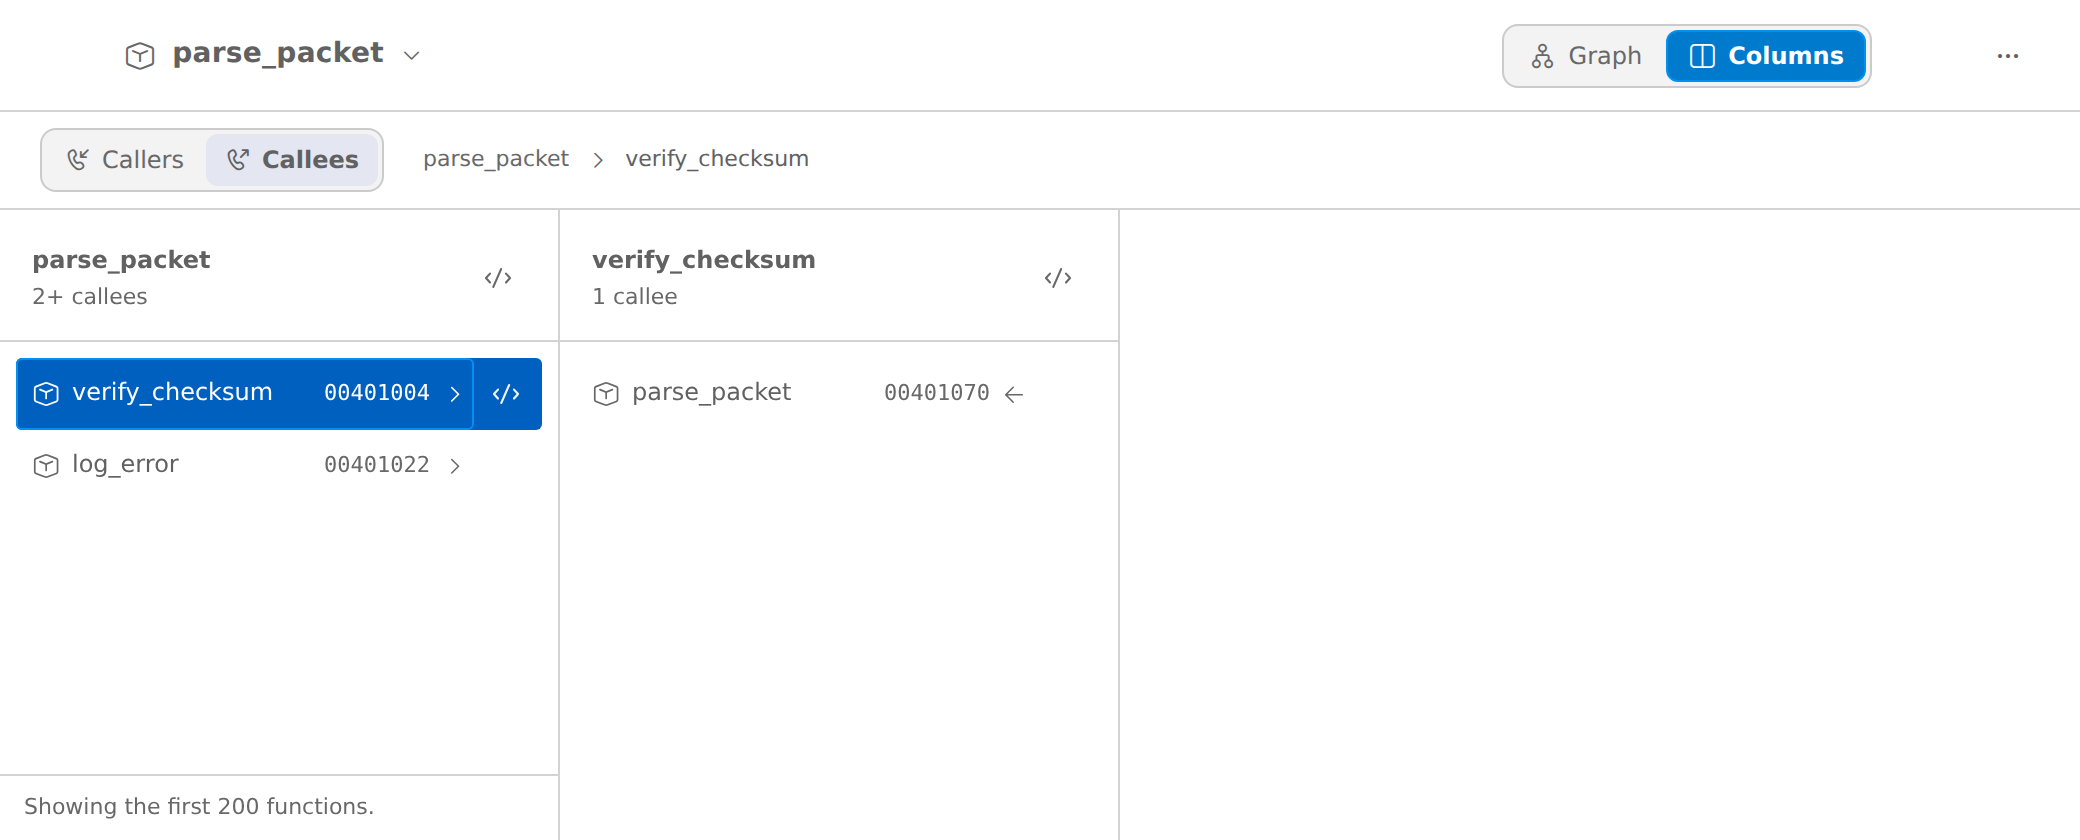 parse_packet
Graph
Columns
Callers
Callees
parse_packet
verify_checksum
parse_packet
2+ callees
verify_checksum
1 callee
verify_checksum 00401004
log_error 00401022
parse_packet 00401070
Showing the first 200 functions.